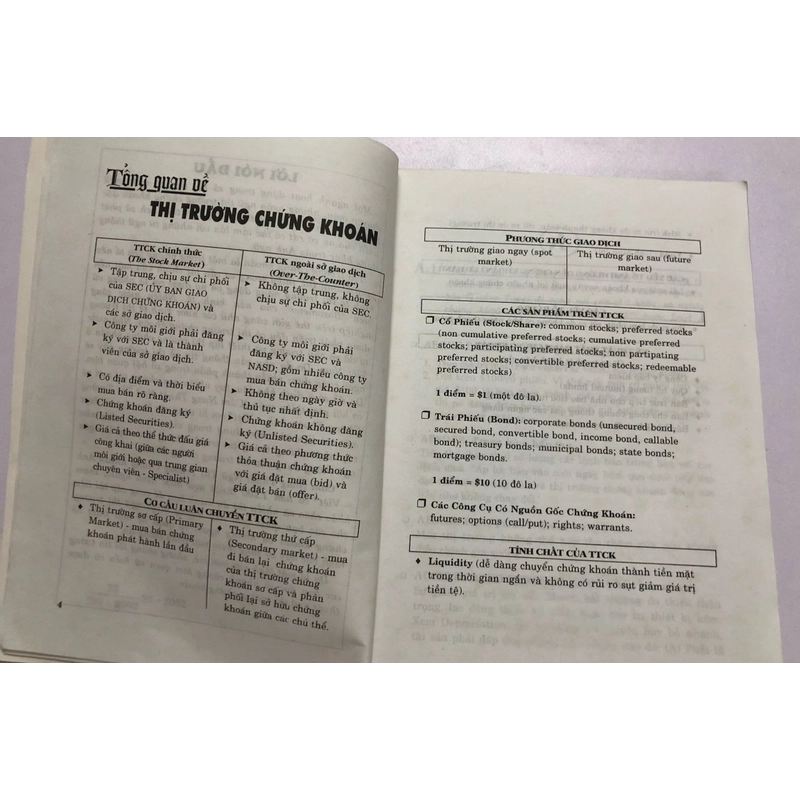 Tổng quan về
THỊ TRƯỜNG CHỨNG KHOÁN
TTCK chính thức
(The Stock Market)
➤ Tập trung, chịu sự chi phối
của SEC (ỦY BAN GIAO
DỊCH CHỨNG KHOÁN) và
các sở giao dịch.
➤ Công ty môi giới phải đăng
ký với SEC và là thành
viên của sở giao dịch.
➤ Có địa điểm và thời biểu
mua bán rõ ràng.
➤ Chứng khoán đăng ký
(Listed Securities).
➤ Giá cả theo thể thức đấu giá
công khai (giữa các người
môi giới hoặc qua trung gian
chuyên viên - Specialist)
TTCK ngoài sở giao dịch
(Over-The-Counter)
➤ Không tập trung, không
chịu sự chi phối của SEC.
➤ Công ty môi giới phải
đăng ký với SEC và
NASD; gồm nhiều công ty
mua bán chứng khoán.
➤ Không theo ngày giờ và
thủ tục nhất định.
➤ Chứng khoán không đăng
ký (Unlisted Securities).
➤ Giá cả theo phương thức
thỏa thuận chứng khoán
với giá đặt mua (bid) và
giá đặt bán (offer).
CƠ CẤU LUÂN CHUYỂN TTCK
♦ Thị trường sơ cấp (Primary
Market) - mua bán chứng
khoán phát hành lần đầu
♦ Thị trường thứ cấp
(Secondary market) - mua
đi bán lại chứng khoán
của thị trường chứng
khoán sơ cấp và phân
phối lại sở hữu chứng
khoán giữa các chủ thể.
4
PHƯƠNG THỨC GIAO DỊCH
Thị trường giao ngay (spot
market)
Thị trường giao sau (future
market)
CÁC SẢN PHẨM TRÊN TTCK
❒ Cổ Phiếu (Stock/Share): common stocks; preferred stocks
(non cumulative preferred stocks; cumulative preferred
stocks; participating preferred stocks; non partipating
preferred stocks; convertible preferred stocks; redeemable
preferred stocks)
1 điểm = $1 (một đô la).
❒ Trái Phiếu (Bond): corporate bonds (unsecured bond,
secured bond, convertible bond, income bond, callable
bond); treasury bonds; municipal bonds; state bonds;
mortgage bonds.
1 điểm = $10 (10 đô la)
❒ Các Công Cụ Có Nguồn Gốc Chứng Khoán:
futures; options (call/put); rights; warrants.
TÍNH CHẤT CỦA TTCK
♦ Liquidity (dễ dàng chuyển chứng khoán thành tiền mặt
trong thời gian ngắn và không có rủi ro sụt giảm giá trị
tiền tệ).